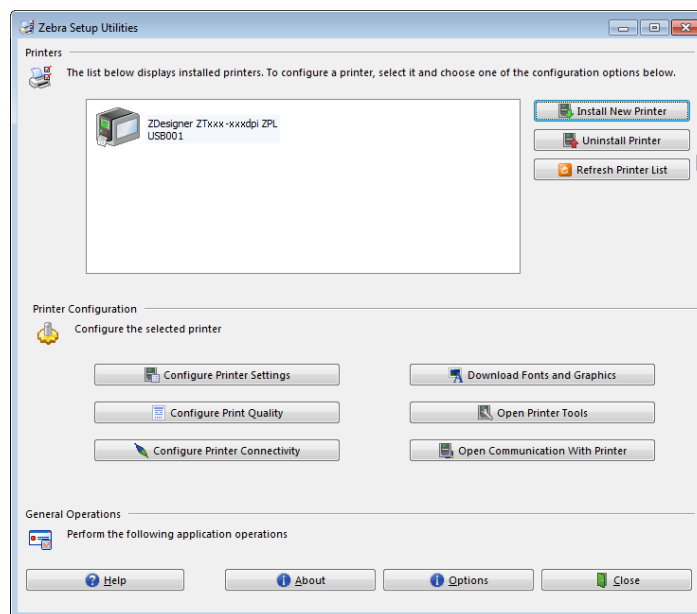 Zebra Setup Utilities
Printers
The list below displays installed printers. To configure a printer, select it and choose one of the configuration options below.
ZDesigner ZTxxx-xxxdpi ZPL
USB001
Install New Printer
Uninstall Printer
Refresh Printer List
Printer Configuration
Configure the selected printer
Configure Printer Settings
Download Fonts and Graphics
Configure Print Quality
Open Printer Tools
Configure Printer Connectivity
Open Communication With Printer
General Operations
Perform the following application operations
Help
About
Options
Close